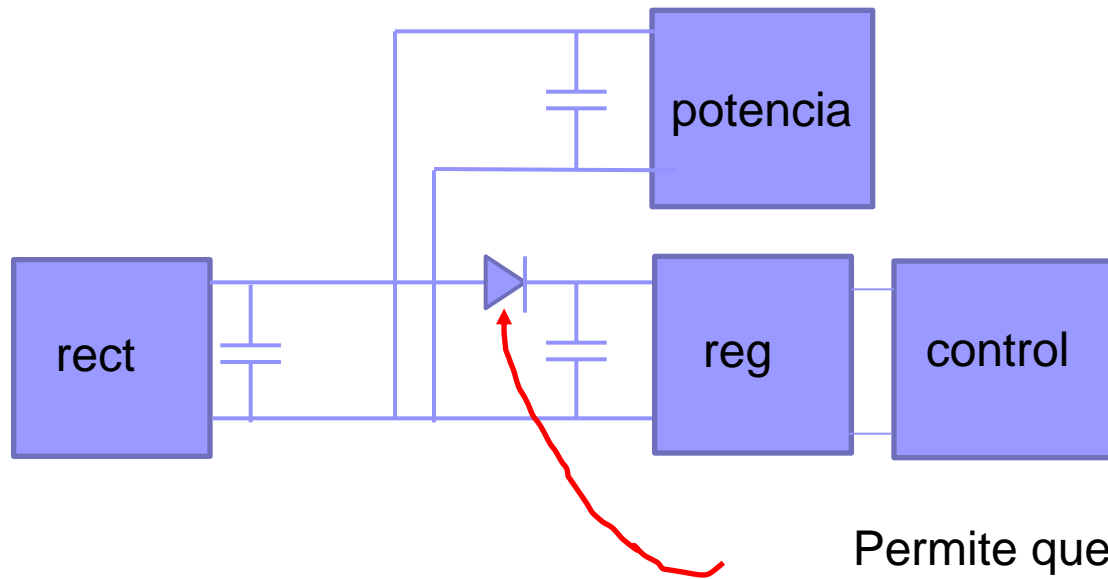 potencia
rect
reg
control
Permite que